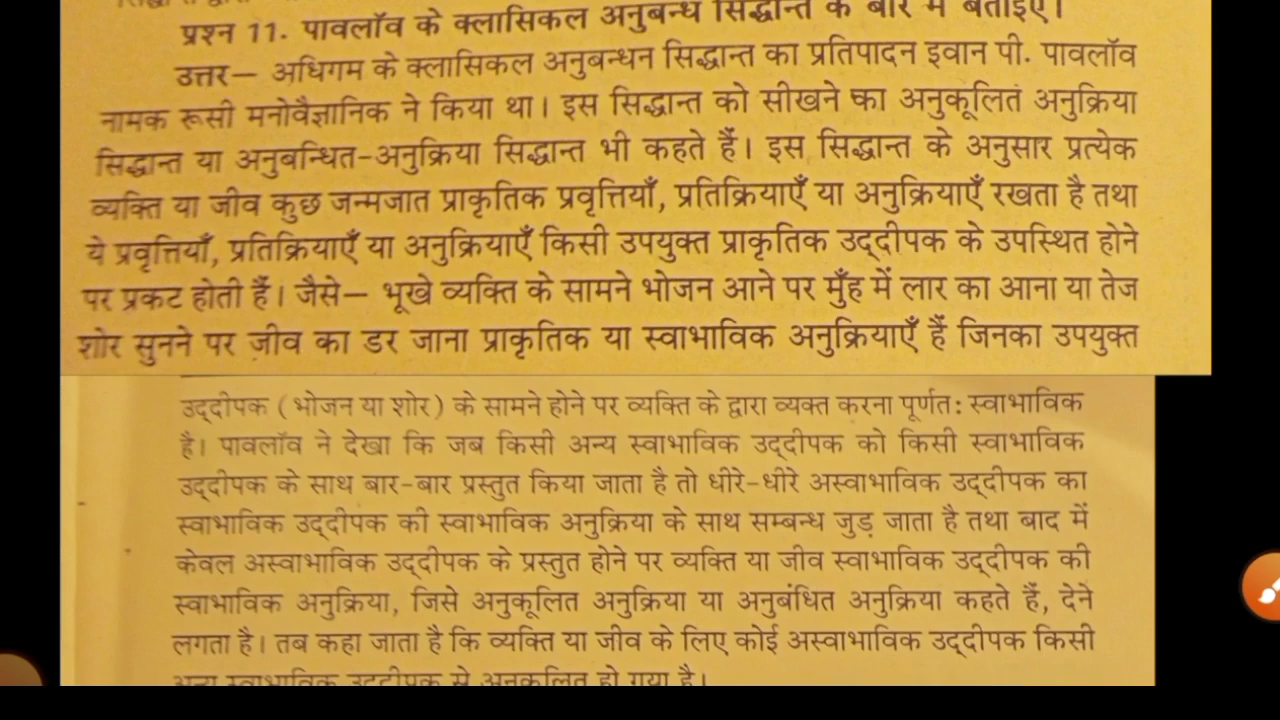 प्रश्न 11. पावलॉव के क्लासिकल अनुबन्ध सिद्धान्त के बारे में बताइए।
उत्तर— अधिगम के क्लासिकल अनुबन्धन सिद्धान्त का प्रतिपादन इवान पी. पावलॉव
नामक रूसी मनोवैज्ञानिक ने किया था। इस सिद्धान्त को सीखने का अनुकूलित अनुक्रिया
सिद्धान्त या अनुबन्धित-अनुक्रिया सिद्धान्त भी कहते हैं। इस सिद्धान्त के अनुसार प्रत्येक
व्यक्ति या जीव कुछ जन्मजात प्राकृतिक प्रवृत्तियाँ, प्रतिक्रियाएँ या अनुक्रियाएँ रखता है तथा
ये प्रवृत्तियाँ, प्रतिक्रियाएँ या अनुक्रियाएँ किसी उपयुक्त प्राकृतिक उद्दीपक के उपस्थित होने
पर प्रकट होती हैं। जैसे— भूखे व्यक्ति के सामने भोजन आने पर मुँह में लार का आना या तेज
शोर सुनने पर जीव का डर जाना प्राकृतिक या स्वाभाविक अनुक्रियाएँ हैं जिनका उपयुक्त
उद्दीपक (भोजन या शोर) के सामने होने पर व्यक्ति के द्वारा व्यक्त करना पूर्णत: स्वाभाविक
है। पावलॉव ने देखा कि जब किसी अन्य स्वाभाविक उद्दीपक को किसी स्वाभाविक
उद्दीपक के साथ बार-बार प्रस्तुत किया जाता है तो धीरे-धीरे अस्वाभाविक उद्दीपक का
स्वाभाविक उद्दीपक की स्वाभाविक अनुक्रिया के साथ सम्बन्ध जुड़ जाता है तथा बाद में
केवल अस्वाभाविक उद्दीपक के प्रस्तुत होने पर व्यक्ति या जीव स्वाभाविक उद्दीपक की
स्वाभाविक अनुक्रिया, जिसे अनुकूलित अनुक्रिया या अनुबंधित अनुक्रिया कहते हैं, देने
लगता है। तब कहा जाता है कि व्यक्ति या जीव के लिए कोई अस्वाभाविक उद्दीपक किसी
अन्य स्वाभाविक उद्दीपक से अनुकूलित हो गया है।